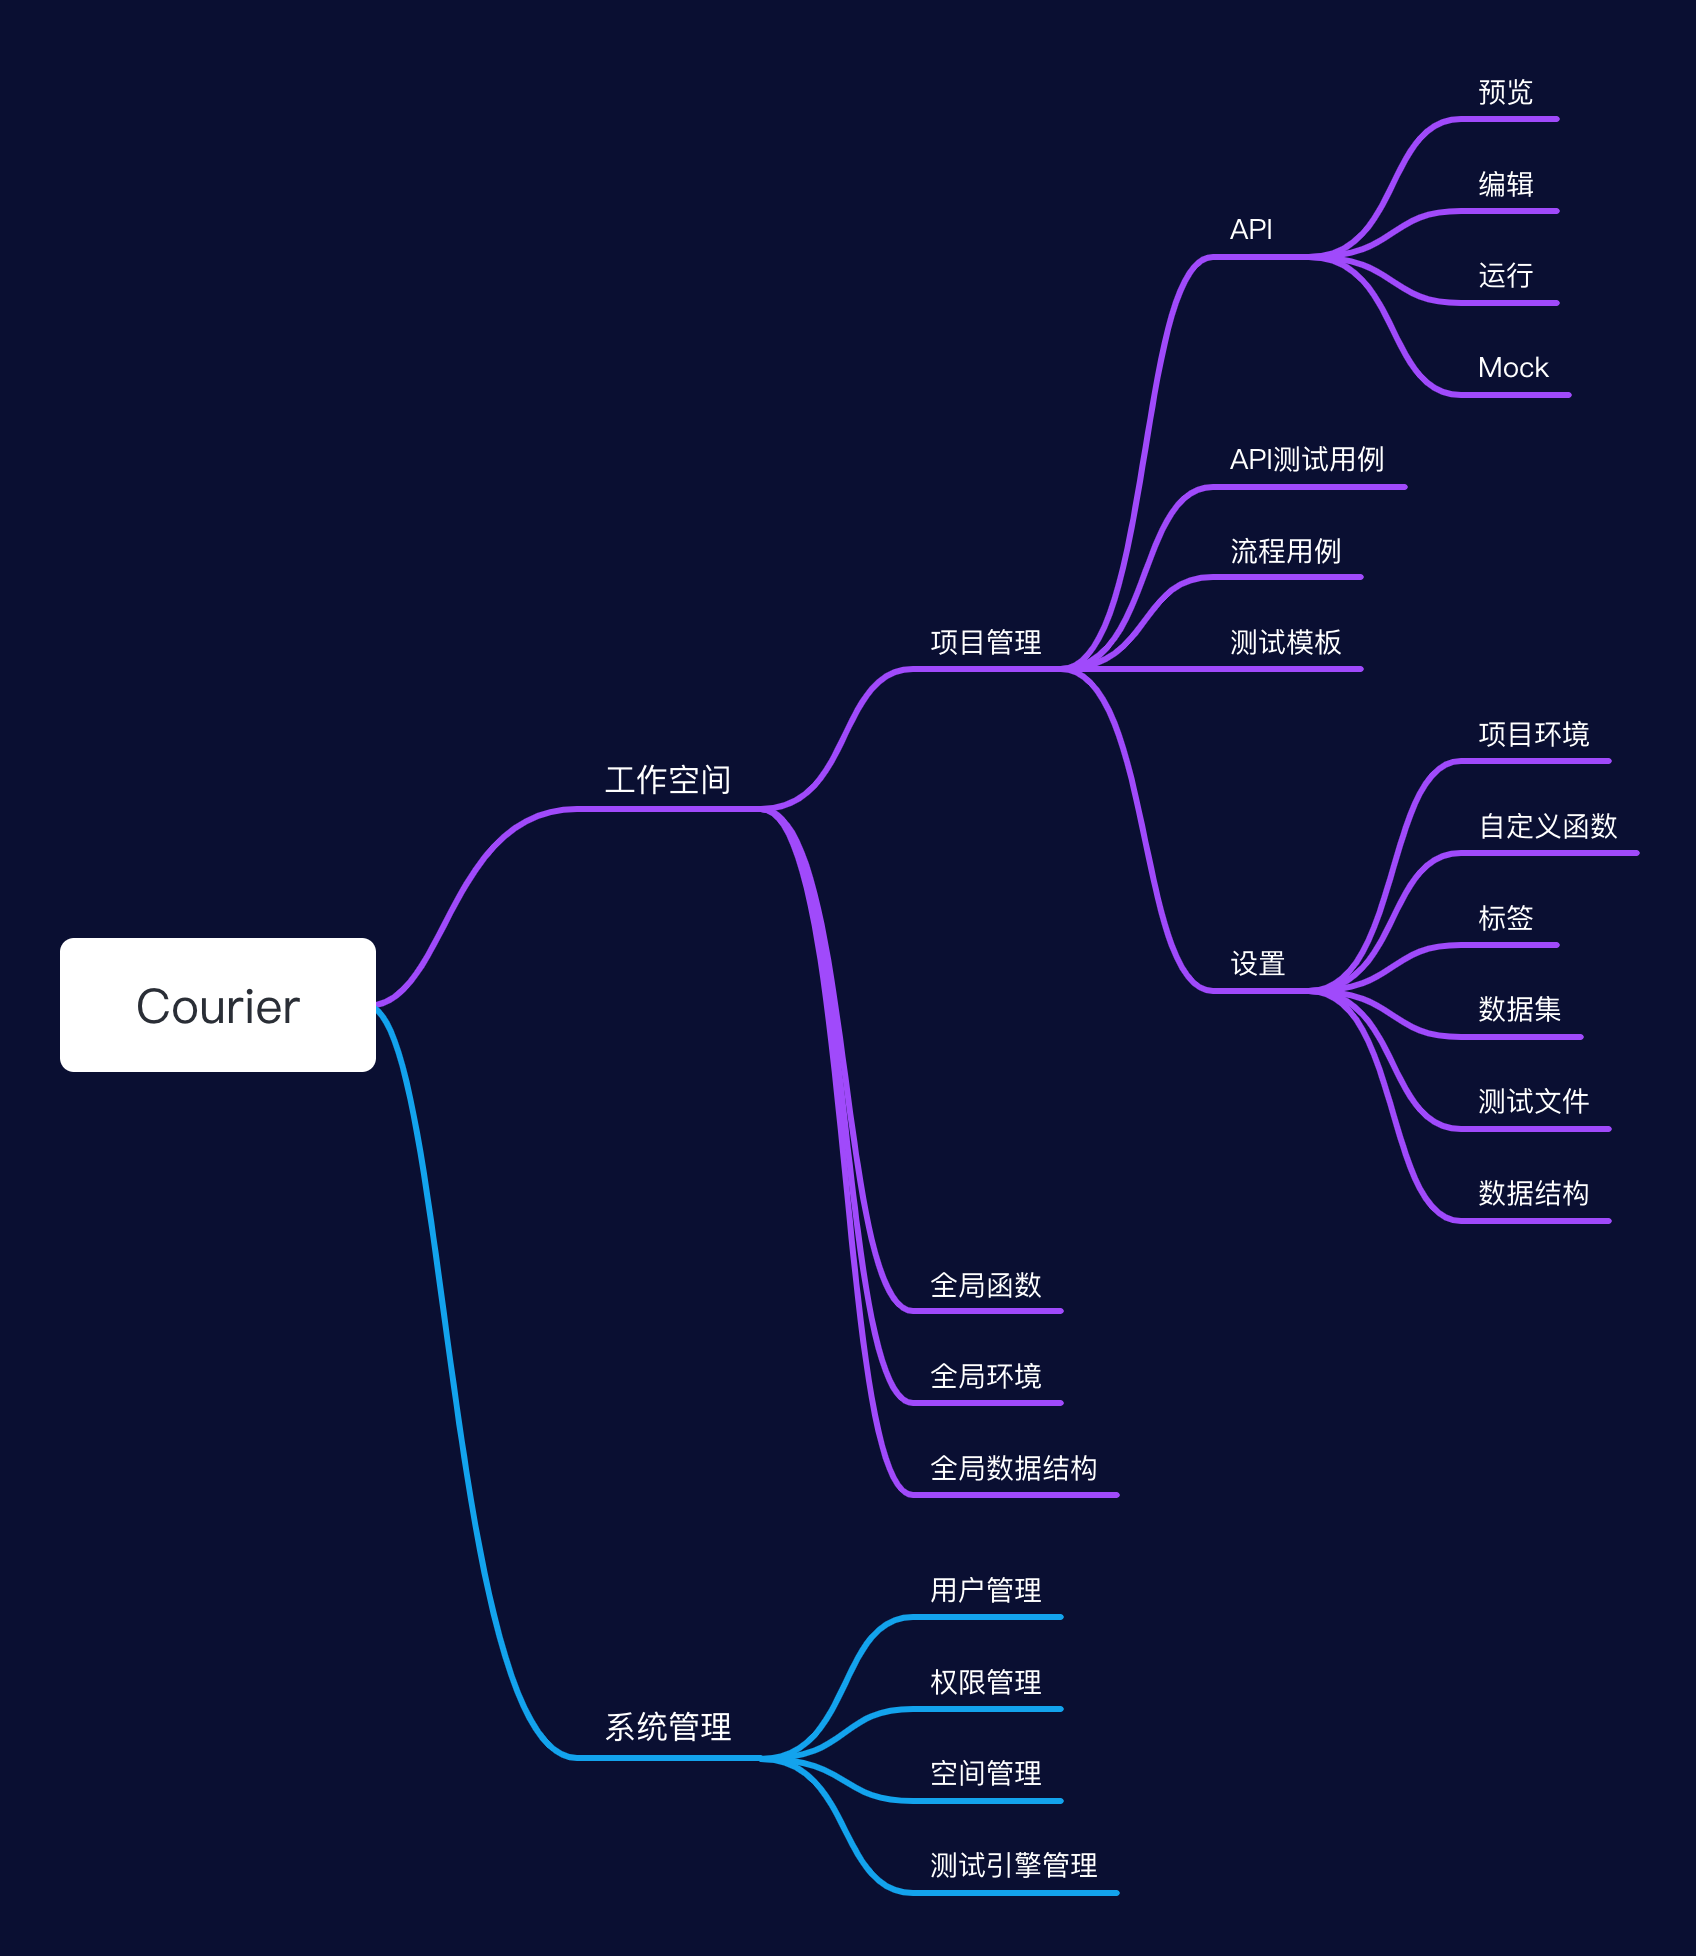 Courier
工作空间
项目管理
API
预览
编辑
运行
Mock
API测试用例
流程用例
测试模板
设置
项目环境
自定义函数
标签
数据集
测试文件
数据结构
全局函数
全局环境
全局数据结构
系统管理
用户管理
权限管理
空间管理
测试引擎管理